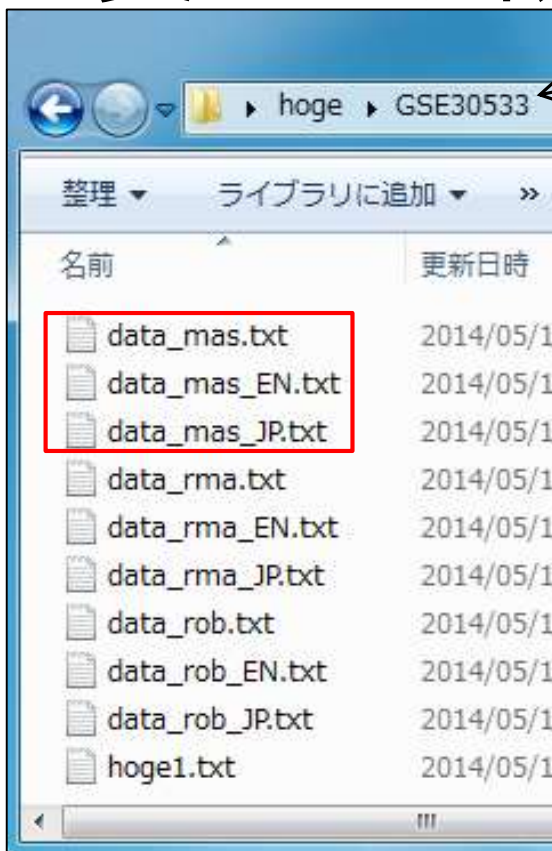 hoge ▸ GSE30533
整理 ▼ ライブラリに追加 ▼ »
名前 更新日時
data_mas.txt 2014/05/1
data_mas_EN.txt 2014/05/1
data_mas_JP.txt 2014/05/1
data_rma.txt 2014/05/1
data_rma_EN.txt 2014/05/1
data_rma_JP.txt 2014/05/1
data_rob.txt 2014/05/1
data_rob_EN.txt 2014/05/1
data_rob_JP.txt 2014/05/1
hoge1.txt 2014/05/1